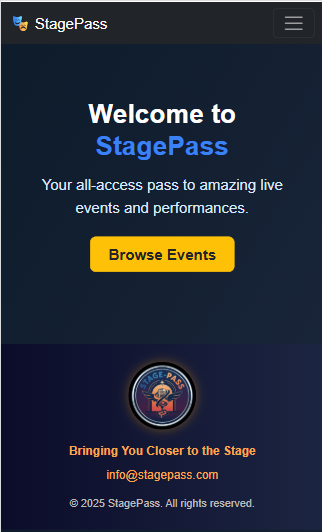 🎭 StagePass
Welcome to
StagePass
Your all-access pass to amazing live
events and performances.
Browse Events
STAGE-PASS
Bringing You Closer to the Stage
info@stagepass.com
© 2025 StagePass. All rights reserved.